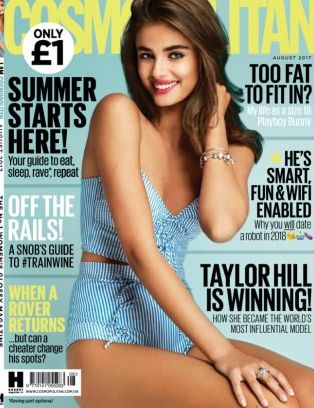 COSMOPOLITAN
ONLY
£1
AUGUST 2017
SUMMER
STARTS
HERE!
Your guide to eat,
sleep, rave*, repeat
OFF THE
RAILS!
A SNOB'S GUIDE
TO #TRAINWINE
WHEN A
ROVER
RETURNS
...but can a
cheater change
his spots?
TOO FAT
TO FIT IN?
My life as a size 18
Playboy Bunny
HE'S
SMART,
FUN & WIFI
ENABLED
Why you will date
a robot in 2018
TAYLOR HILL
IS WINNING!
HOW SHE BECAME THE WORLD'S
MOST INFLUENTIAL MODEL
H
WWW.COSMOPOLITAN.COM/UK
*Raving part optional